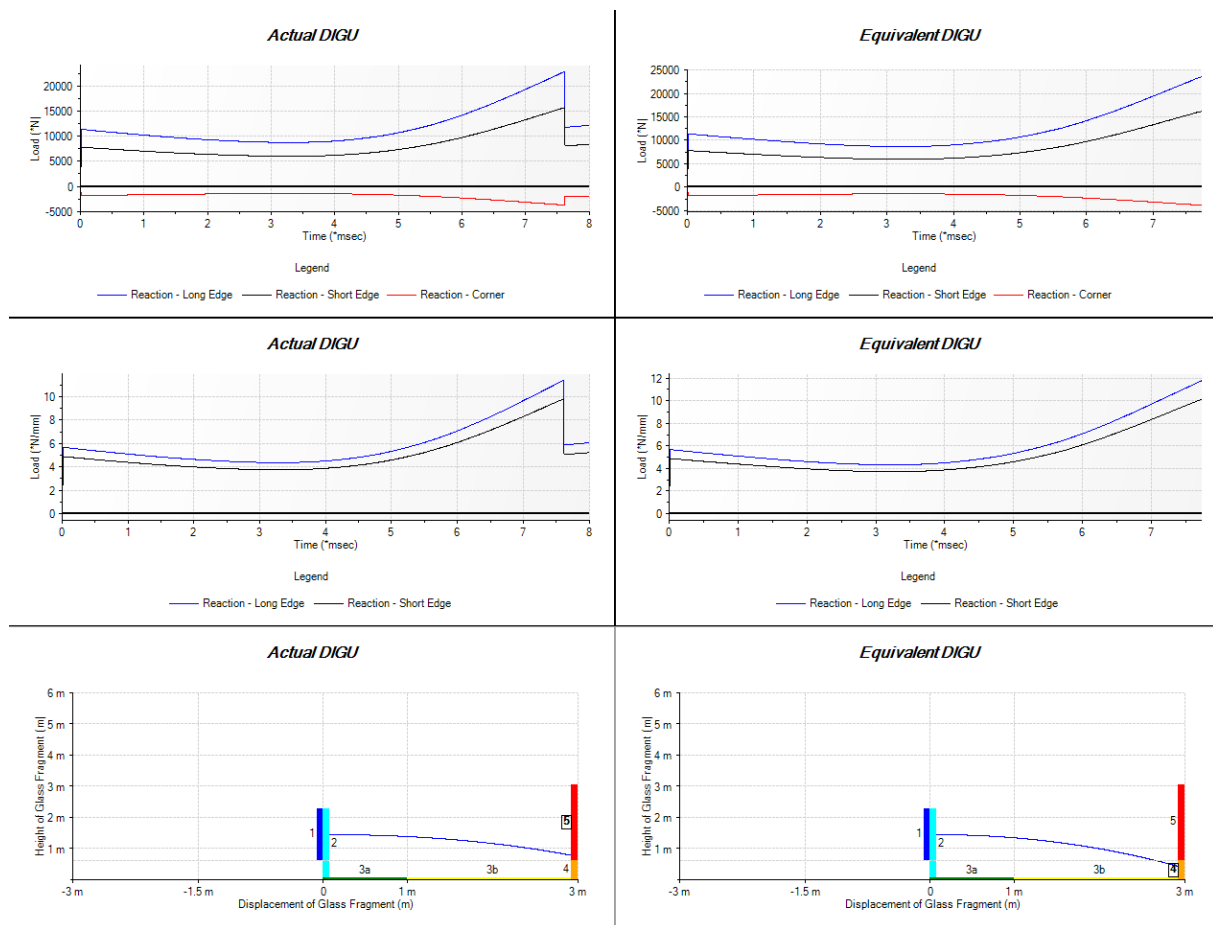 Actual DIGU
Load (*N|
20000
15000
10000
5000
0
-5000
0 1 2 3 4 5 6 7 8
Time (*msec)
Legend
Reaction - Long Edge Reaction - Short Edge Reaction - Corner
Equivalent DIGU
Load (*N|
25000
20000
15000
10000
5000
0
-5000
0 1 2 3 4 5 6 7
Time (*msec)
Legend
Reaction - Long Edge Reaction - Short Edge Reaction - Corner
Actual DIGU
Load (*N/mm|
10
8
6
4
2
0
0 1 2 3 4 5 6 7 8
Time (*msec)
Legend
Reaction - Long Edge Reaction - Short Edge
Equivalent DIGU
Load (*N/mm|
12
10
8
6
4
2
0
0 1 2 3 4 5 6 7
Time (*msec)
Legend
Reaction - Long Edge Reaction - Short Edge
Actual DIGU
Height of Glass Fragment (m|
6 m
5 m
4 m
3 m
2 m
1 m
1 2 3a 3b 4 5
-3 m -1.5 m 0 1 m 3 m
Displacement of Glass Fragment (m)
Equivalent DIGU
Height of Glass Fragment (m|
6 m
5 m
4 m
3 m
2 m
1 m
1 2 3a 3b 4 5
-3 m -1.5 m 0 1 m 3 m
Displacement of Glass Fragment (m)